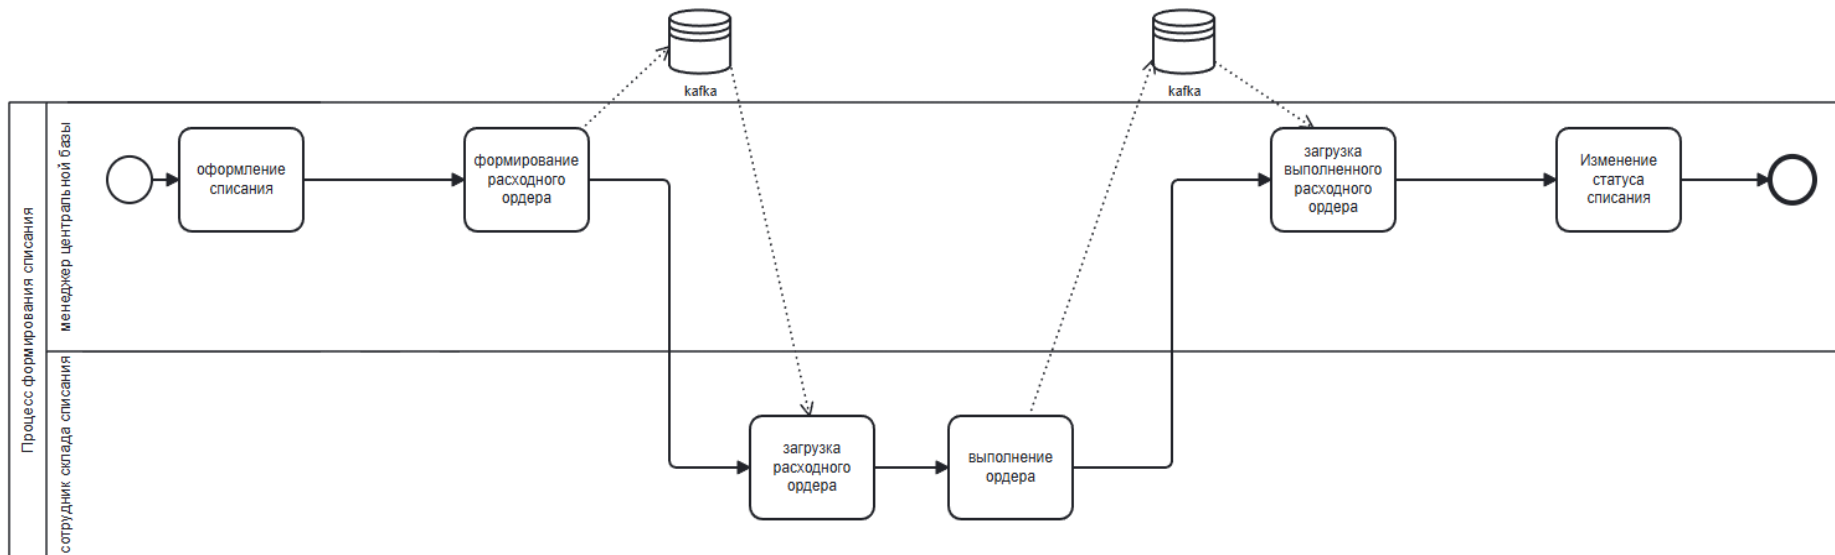 kafka
kafka
Процесс формирования списания
менеджер центральной базы
оформление
списания
формирование
расходного
ордера
загрузка
выполненного
расходного
ордера
Изменение
статуса
списания
сотрудник склада списания
загрузка
расходного
ордера
выполнение
ордера